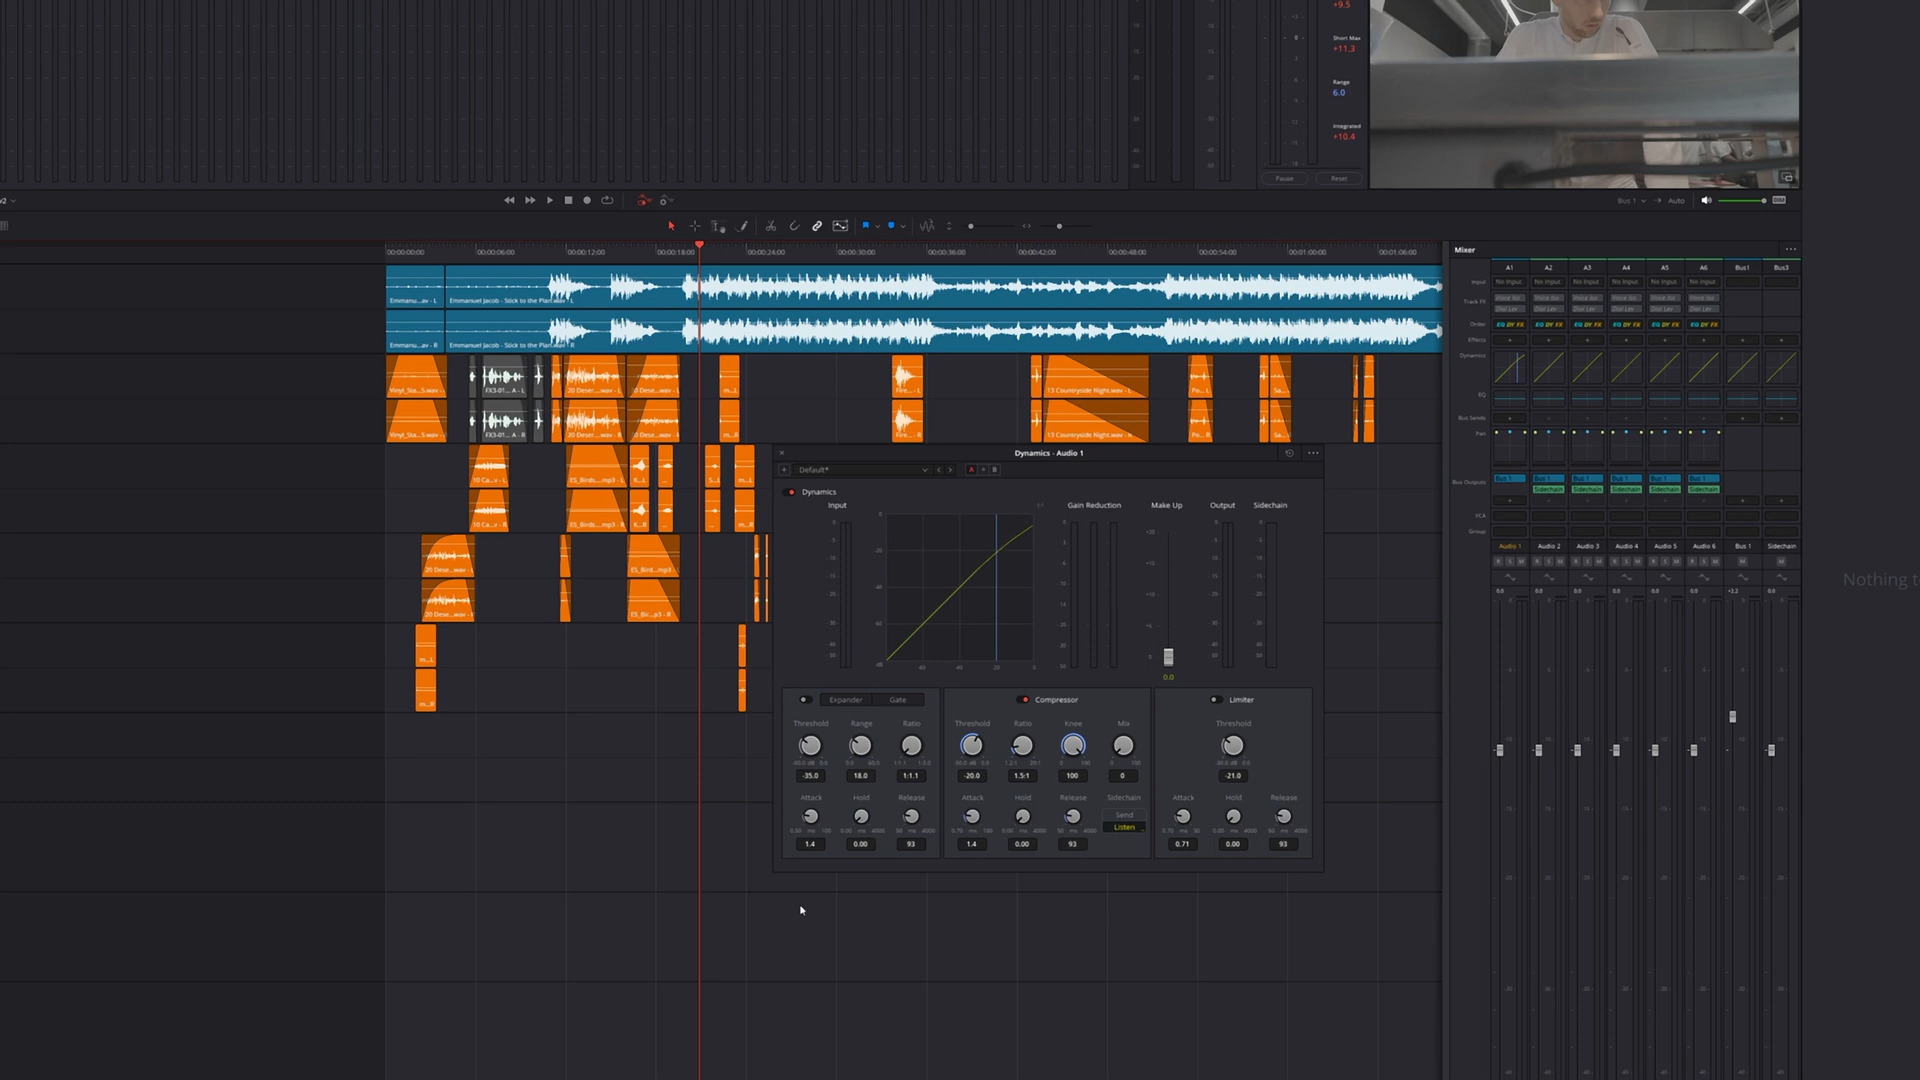 +9.5
Short Max
+11.3
Range
6.0
Integrated
+10.4
Pause
Reset
Bus 1
Auto
DIM
00:00:00:00
00:00:06:00
00:00:12:00
00:00:18:00
00:00:24:00
00:00:30:00
00:00:36:00
00:00:42:00
00:00:48:00
00:00:54:00
00:01:00:00
00:01:06:00
Emmanu...av - L
Emmanuel Jacob - Stick to the Plan.wav - L
Emmanu...av - R
Emmanuel Jacob - Stick to the Plan.wav - R
Vinyl_Sta...5.wav - L
FX3-01... A - L
20 Deser....wav - L
0 Dese...wav - L
m...L
Fire... - L
13 Countryside Night.wav - L
Po... L
Sa...
Vinyl_Sta...5.wav - R
FX3-01... A - R
20 Deser....wav - R
0 Dese...wav - R
m...R
Fire... - R
13 Countryside Night.wav - R
Po... R
Sa...
10 Ca...v - L
ES_Birds....mp3 - L
K...L
...
S...L
m...L
10 Ca...v - R
ES_Birds....mp3 - R
K...R
...
...
m...R
20 Dese...wav - L
ES_Bird...mp3 - L
20 Dese...wav - R
ES_Bir...p3 - R
m...L
m...R
Dynamics - Audio 1
Default*
A
B
Dynamics
Input
Gain Reduction
Make Up
Output
Sidechain
0.0
Expander
Gate
Compressor
Limiter
Threshold
Range
Ratio
Threshold
Ratio
Knee
Mix
Threshold
-35.0
18.0
1:1.1
-20.0
1.5:1
100
0
-21.0
Attack
Hold
Release
Attack
Hold
Release
Sidechain
Attack
Hold
Release
Send
Listen
1.4
0.00
93
1.4
0.00
93
0.71
0.00
93
Mixer
A1
A2
A3
A4
A5
A6
Bus1
Bus3
Input
No Input
No Input
No Input
No Input
No Input
No Input
Track FX
Order
EQ DY FX
EQ DY FX
EQ DY FX
EQ DY FX
EQ DY FX
EQ DY FX
Effects
Dynamics
EQ
Bus Sends
Pan
Bus Outputs
Bus 1
Bus 1
Bus 1
Bus 1
Bus 1
Bus 1
Sidechain
Sidechain
Sidechain
Sidechain
Sidechain
VCA
Group
Audio 1
Audio 2
Audio 3
Audio 4
Audio 5
Audio 6
Bus 1
Sidechain
R S M
R S M
R S M
R S M
R S M
R S M
M
M
0.0
0.0
0.0
0.0
0.0
0.0
0.0
Nothing t